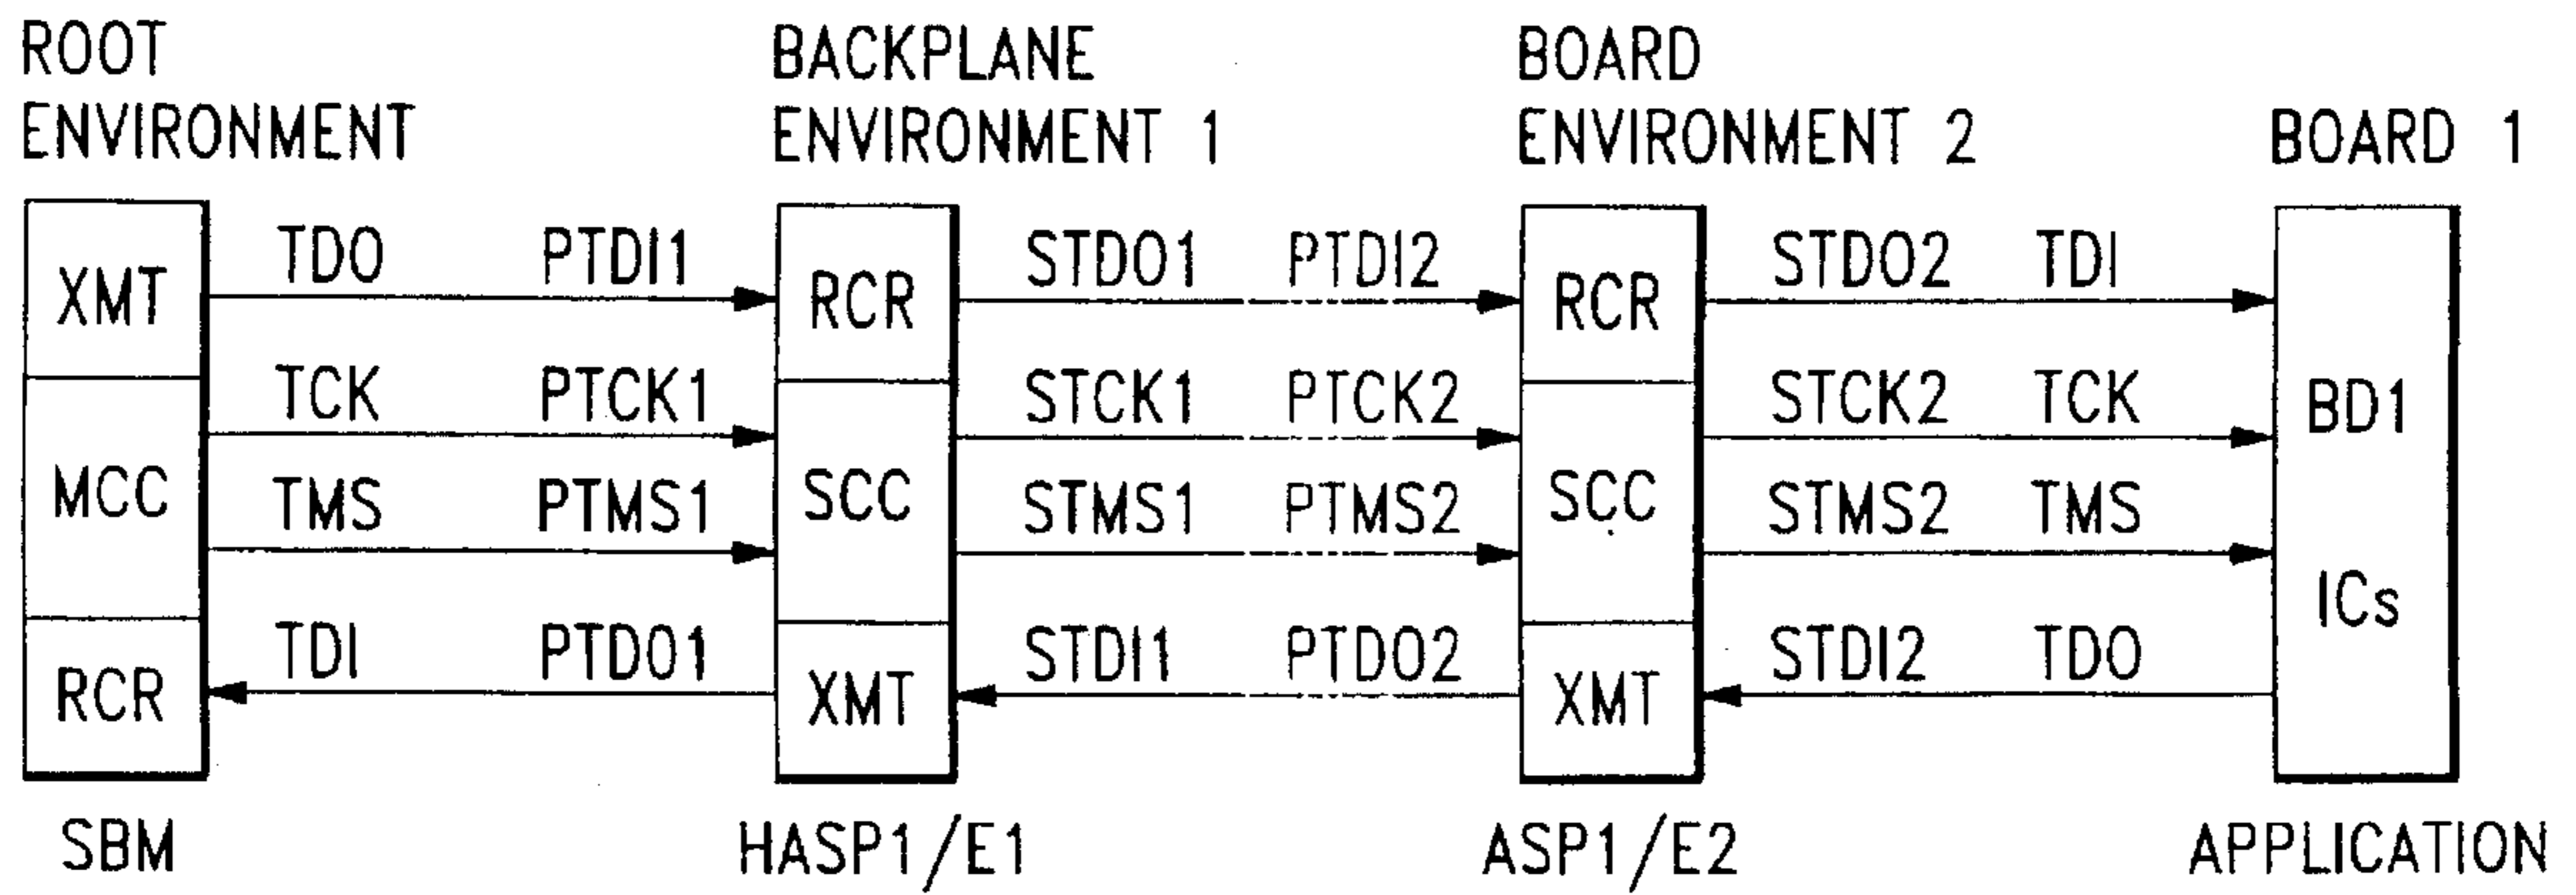 ROOT
ENVIRONMENT
BACKPLANE
ENVIRONMENT 1
BOARD
ENVIRONMENT 2
BOARD 1
XMT
TDO
PTDI1
RCR
STDO1
PTDI2
RCR
STDO2
TDI
TCK
PTCK1
STCK1
PTCK2
STCK2
TCK
BD1
MCC
TMS
PTMS1
SCC
STMS1
PTMS2
SCC
STMS2
TMS
ICs
RCR
TDI
PTDO1
XMT
STDI1
PTDO2
XMT
STDI2
TDO
SBM
HASP1/E1
ASP1/E2
APPLICATION